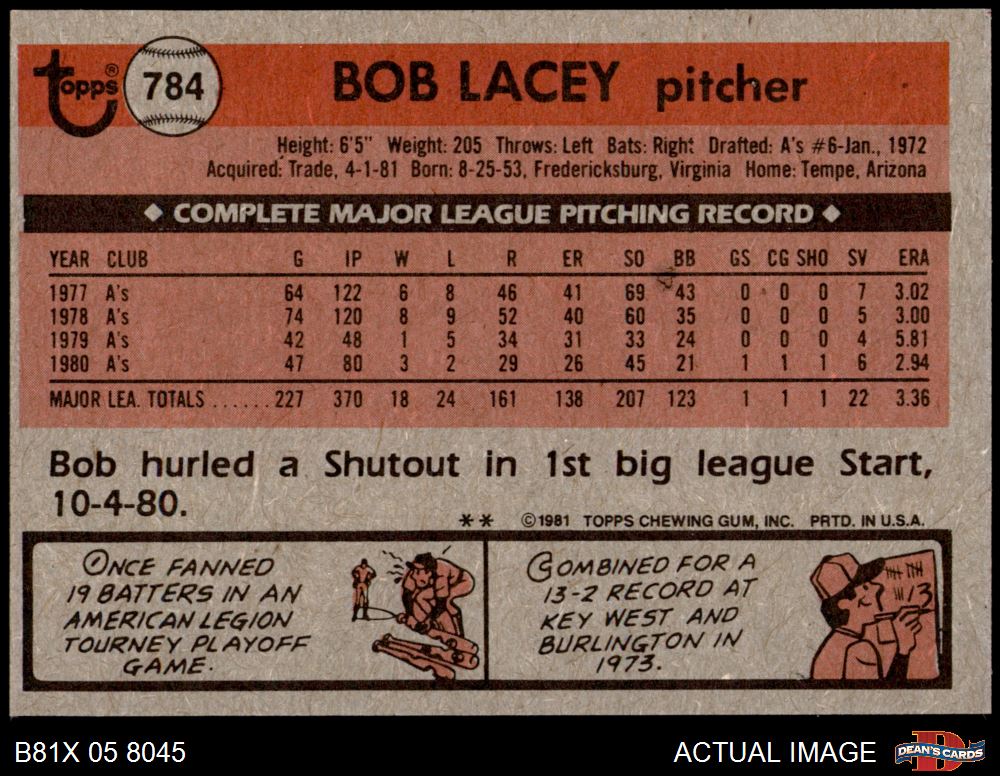 topps® 784 BOB LACEY pitcher
Height: 6'5" Weight: 205 Throws: Left Bats: Right Drafted: A's #6-Jan., 1972
Acquired: Trade, 4-1-81 Born: 8-25-53, Fredericksburg, Virginia Home: Tempe, Arizona
◆ COMPLETE MAJOR LEAGUE PITCHING RECORD ◆
YEAR CLUB G IP W L R ER SO BB GS CG SHO SV ERA
1977 A's 64 122 6 8 46 41 69 43 0 0 0 7 3.02
1978 A's 74 120 8 9 52 40 60 35 0 0 0 5 3.00
1979 A's 42 48 1 5 34 31 33 24 0 0 0 4 5.81
1980 A's 47 80 3 2 29 26 45 21 1 1 1 6 2.94
MAJOR LEA. TOTALS ...... 227 370 18 24 161 138 207 123 1 1 1 22 3.36
Bob hurled a Shutout in 1st big league Start,
10-4-80.
** ©1981 TOPPS CHEWING GUM, INC. PRTD. IN U.S.A.
ONCE FANNED
19 BATTERS IN AN
AMERICAN LEGION
TOURNEY PLAYOFF
GAME.
COMBINED FOR A
13-2 RECORD AT
KEY WEST AND
BURLINGTON IN
1973.
13
B81X 05 8045
ACTUAL IMAGE
D
DEAN'S CARDS